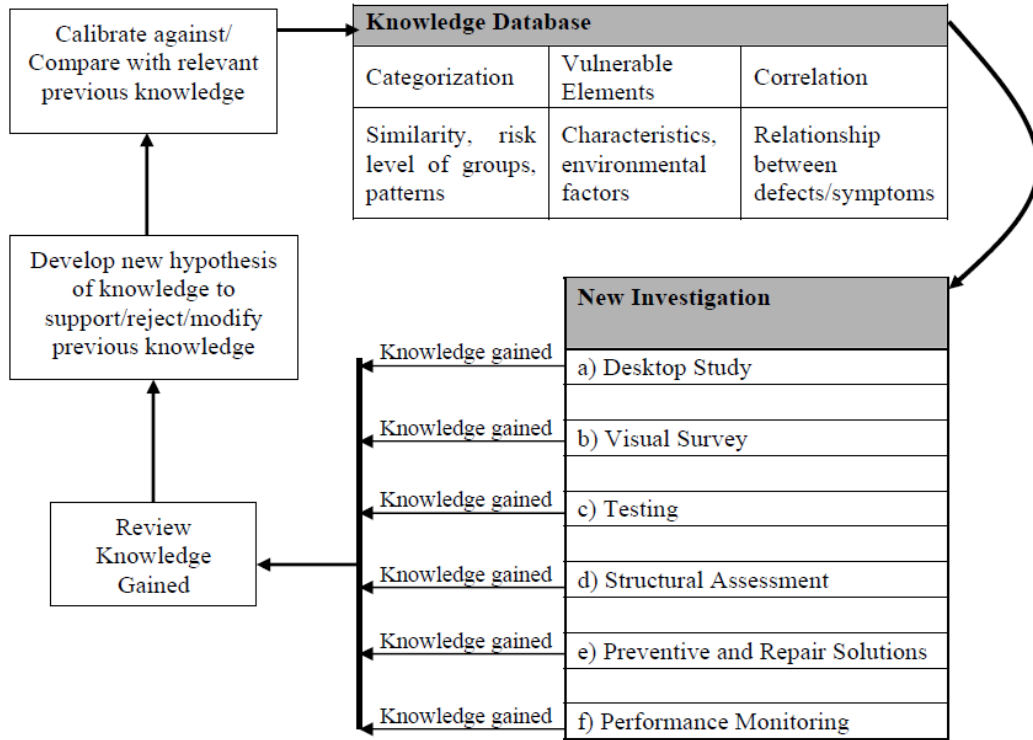 Calibrate against/
Compare with relevant
previous knowledge
Knowledge Database
Categorization
Vulnerable
Elements
Correlation
Similarity, risk
level of groups,
patterns
Characteristics,
environmental
factors
Relationship
between
defects/symptoms
Develop new hypothesis
of knowledge to
support/reject/modify
previous knowledge
New Investigation
Knowledge gained
a) Desktop Study
Knowledge gained
b) Visual Survey
Knowledge gained
c) Testing
Review
Knowledge
Gained
Knowledge gained
d) Structural Assessment
Knowledge gained
e) Preventive and Repair Solutions
Knowledge gained
f) Performance Monitoring